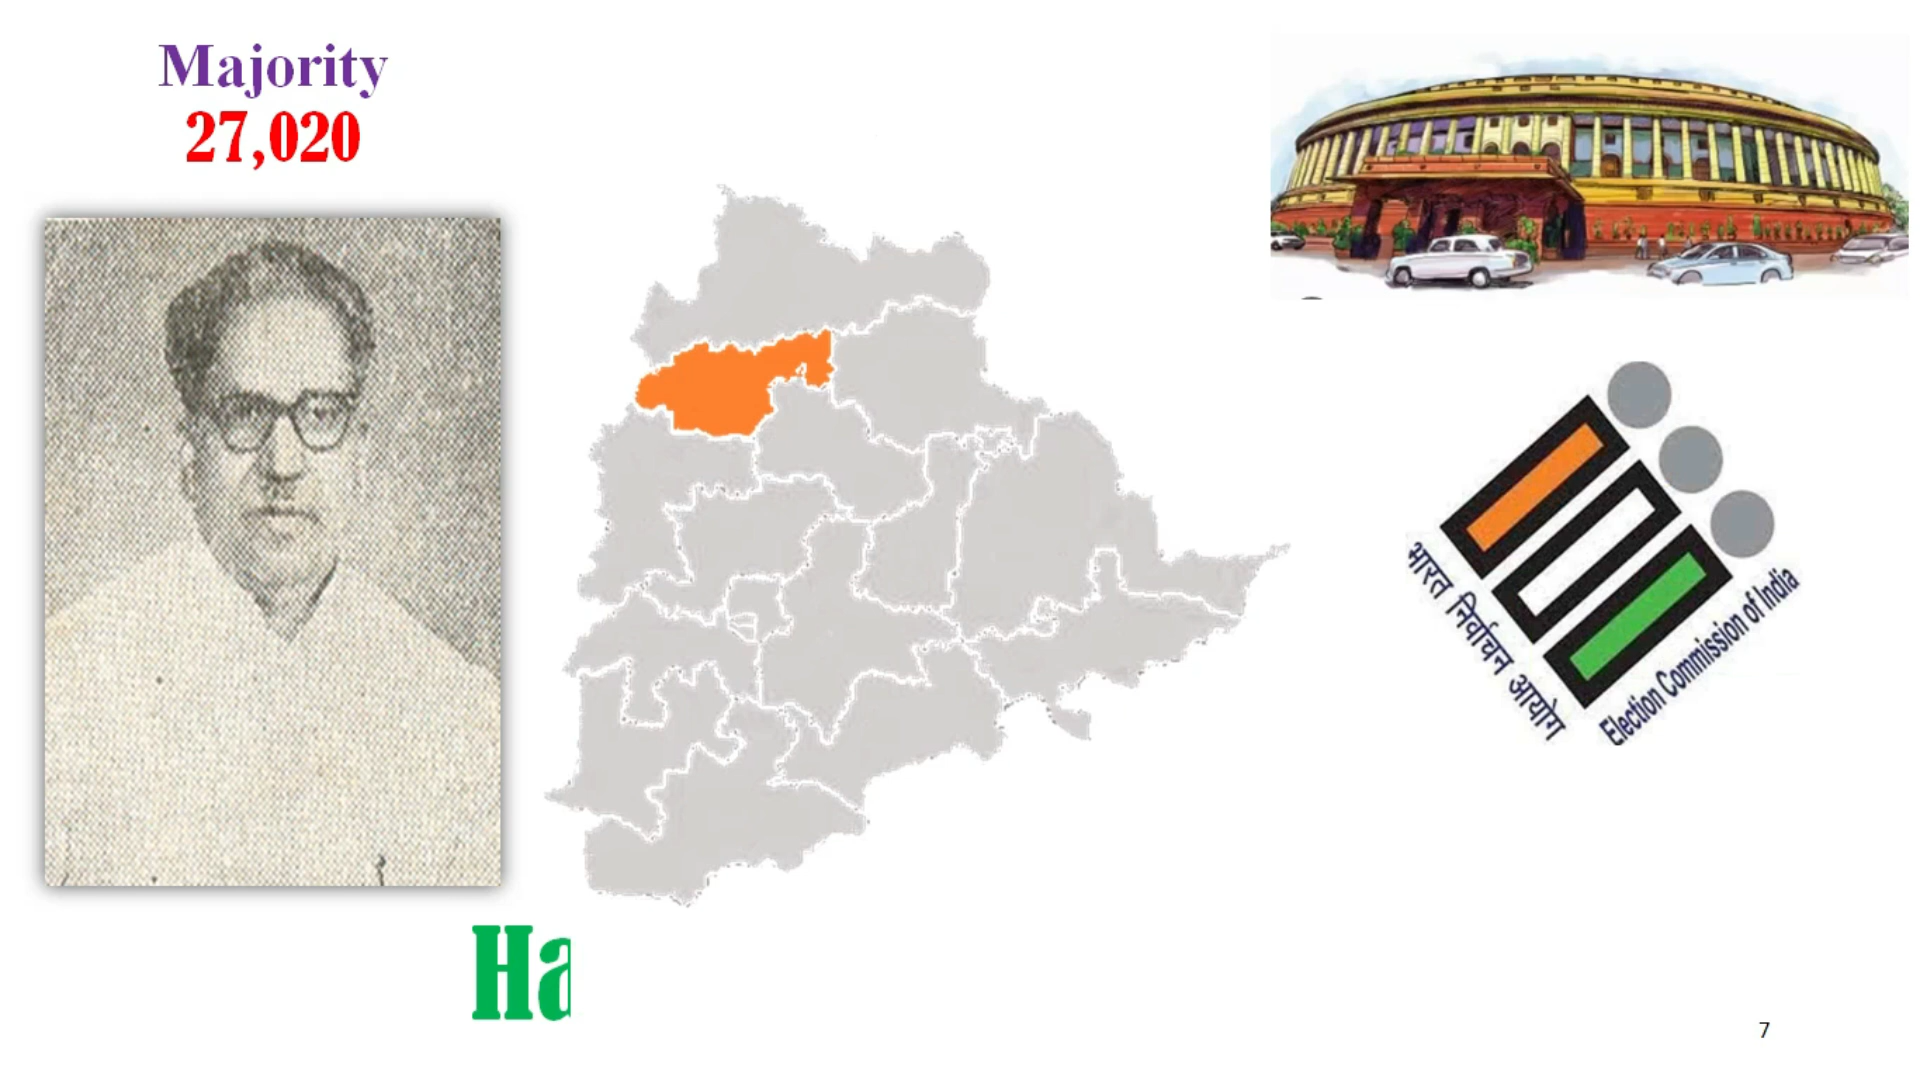 Majority
27,020
भारत निर्वाचन आयोग
Election Commission of India
Ha
7